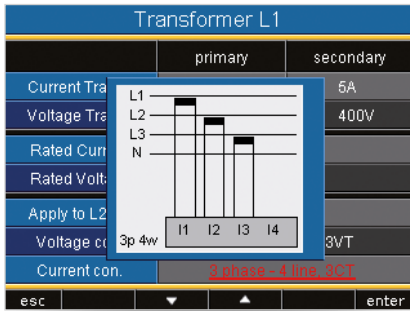 Transformer L1
primary secondary
Current Tra 5A
Voltage Tra 400V
Rated Curr
Rated Volt
Apply to L2
Voltage co 3VT
Current con. 3 phase - 4 line, 3CT
L1
L2
L3
N
3p 4w I1 I2 I3 I4
esc enter